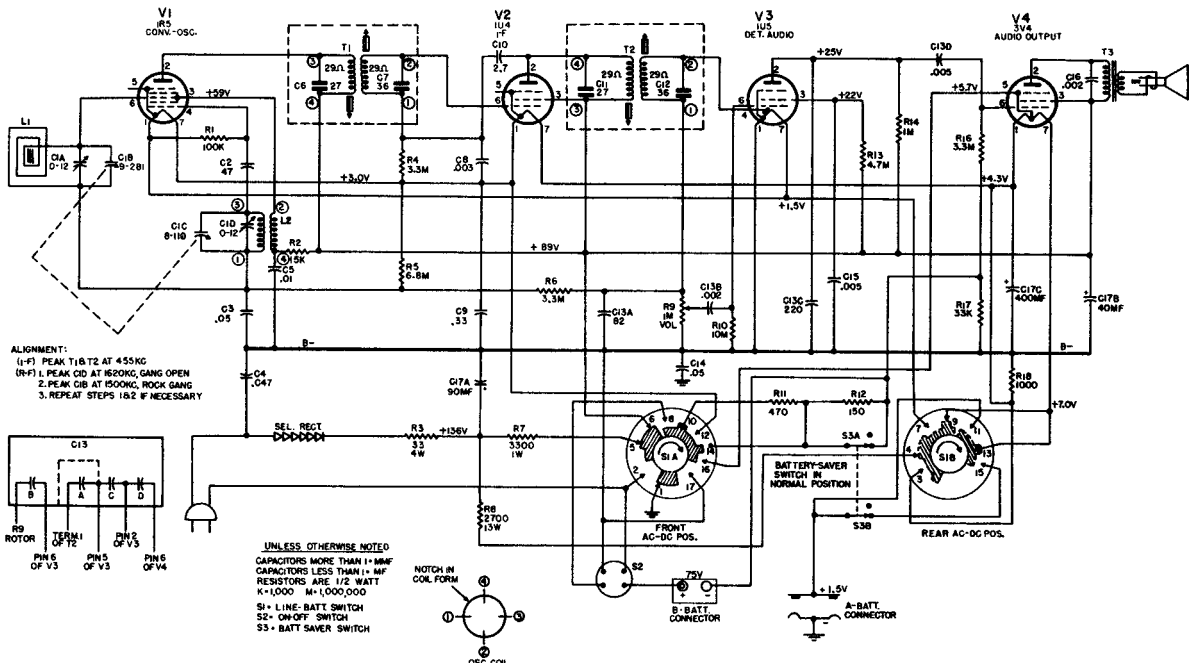 V1
1R5
CONV.-OSC.
V2
1U4
I-F
V3
1U5
DET. AUDIO
V4
3V4
AUDIO OUTPUT
T1
29Ω
29Ω
C6
27
C7
36
C10
2.7
T2
29Ω
29Ω
C11
27
C12
36
+25V
C13D
.005
+5.7V
C16
.002
T3
+59V
+22V
L1
C1A
0-12
C1B
9-281
R1
100K
C2
47
R4
3.3M
C8
.003
R13
4.7M
R14
1M
R16
3.3M
+3.0V
+1.5V
+4.3V
C1C
8-110
C1D
0-12
L2
R2
15K
C5
.01
+89V
R5
6.8M
R6
3.3M
C3
.05
C9
.33
C13A
82
R9
1M
VOL
C13B
.002
R10
10M
C13C
220
C15
.005
R17
33K
C17C
400MF
C17B
40MF
B-
B-
ALIGNMENT:
(I-F) PEAK T1&T2 AT 455KC
(R-F) 1. PEAK C1D AT 1620KC, GANG OPEN
2. PEAK C1B AT 1500KC, ROCK GANG
3. REPEAT STEPS 1&2 IF NECESSARY
C4
.047
C17A
90MF
C14
.05
R18
1000
+7.0V
R11
470
R12
150
SEL. RECT.
R3
33
4W
+136V
R7
3300
1W
S1A
S3A
S1B
BATTERY-SAVER
SWITCH IN
NORMAL POSITION
S3B
FRONT
AC-DC POS.
REAR AC-DC POS.
C13
B A C D
R9
ROTOR
PIN 6
OF V3
TERM.1
OF T2
PIN 5
OF V3
PIN 2
OF V3
PIN 6
OF V4
R8
2700
13W
UNLESS OTHERWISE NOTED
CAPACITORS MORE THAN 1= MMF
CAPACITORS LESS THAN 1= MF
RESISTORS ARE 1/2 WATT
K=1,000 M=1,000,000
S1= LINE-BATT. SWITCH
S2= ON-OFF SWITCH
S3= BATT SAVER SWITCH
NOTCH IN
COIL FORM
④
①
③
②
OSC. COIL
S2
75V
+ -
B-BATT.
CONNECTOR
+1.5V
A-BATT.
CONNECTOR